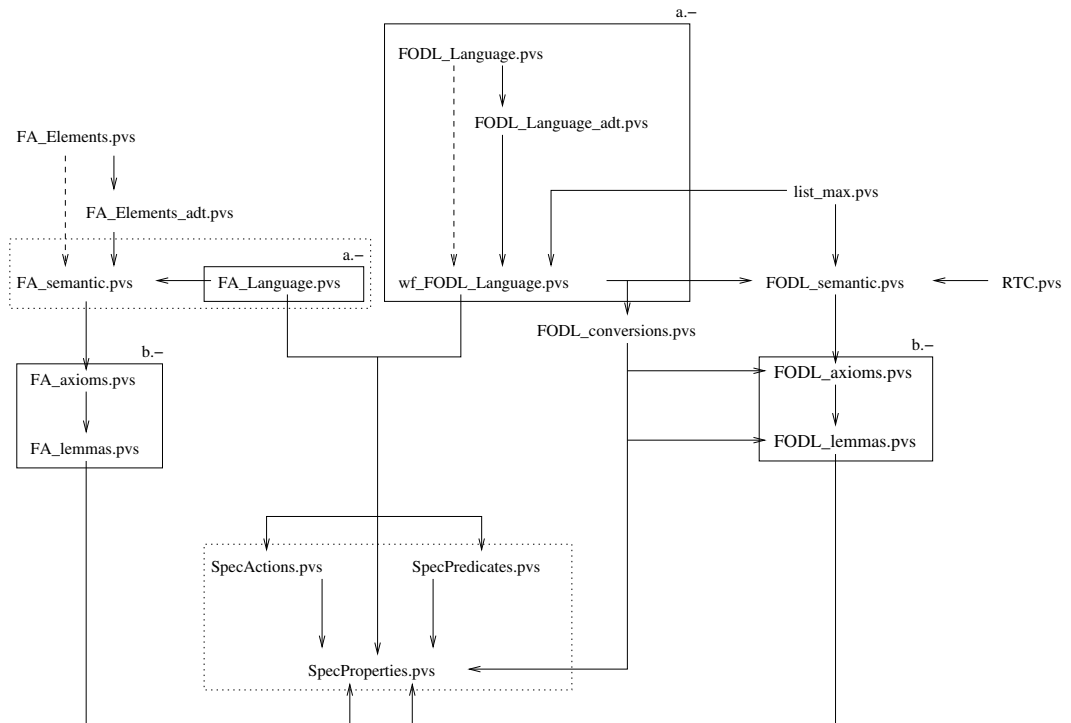 a.−
FODL_Language.pvs
FODL_Language_adt.pvs
FA_Elements.pvs
list_max.pvs
FA_Elements_adt.pvs
a.−
FA_semantic.pvs
FA_Language.pvs
wf_FODL_Language.pvs
FODL_semantic.pvs
RTC.pvs
FODL_conversions.pvs
b.−
b.−
FA_axioms.pvs
FODL_axioms.pvs
FA_lemmas.pvs
FODL_lemmas.pvs
SpecActions.pvs
SpecPredicates.pvs
SpecProperties.pvs